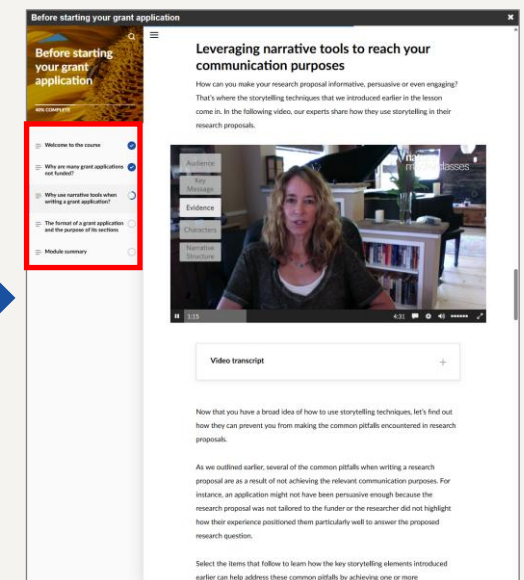 Before starting your grant application
Before starting
your grant
application
40% COMPLETE
Welcome to the course
Why are many grant applications
not funded?
Why use narrative tools when
writing a grant application?
The format of a grant application
and the purpose of its sections
Module summary
Leveraging narrative tools to reach your
communication purposes
How can you make your research proposal informative, persuasive or even engaging?
That's where the storytelling techniques that we introduced earlier in the lesson
come in. In the following video, our experts share how they use storytelling in their
research proposals.
Audience
Key
Message
Evidence
Characters
Narrative
Structure
1:15
4:31
Video transcript
Now that you have a broad idea of how to use storytelling techniques, let's find out
how they can prevent you from making the common pitfalls encountered in research
proposals.
As we outlined earlier, several of the common pitfalls when writing a research
proposal are as a result of not achieving the relevant communication purposes. For
instance, an application might not have been persuasive enough because the
research proposal was not tailored to the funder or the researcher did not highlight
how their experience positioned them particularly well to answer the proposed
research question.
Select the items that follow to learn how the key storytelling elements introduced
earlier can help address these common pitfalls by achieving one or more